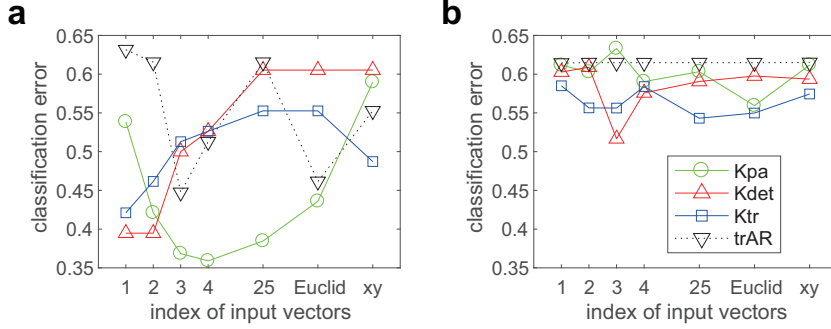 a
classification error
0.65
0.6
0.55
0.5
0.45
0.4
0.35
1 2 3 4 25 Euclid xy
index of input vectors
b
classification error
0.65
0.6
0.55
0.5
0.45
0.4
0.35
Kpa
Kdet
Ktr
trAR
1 2 3 4 25 Euclid xy
index of input vectors